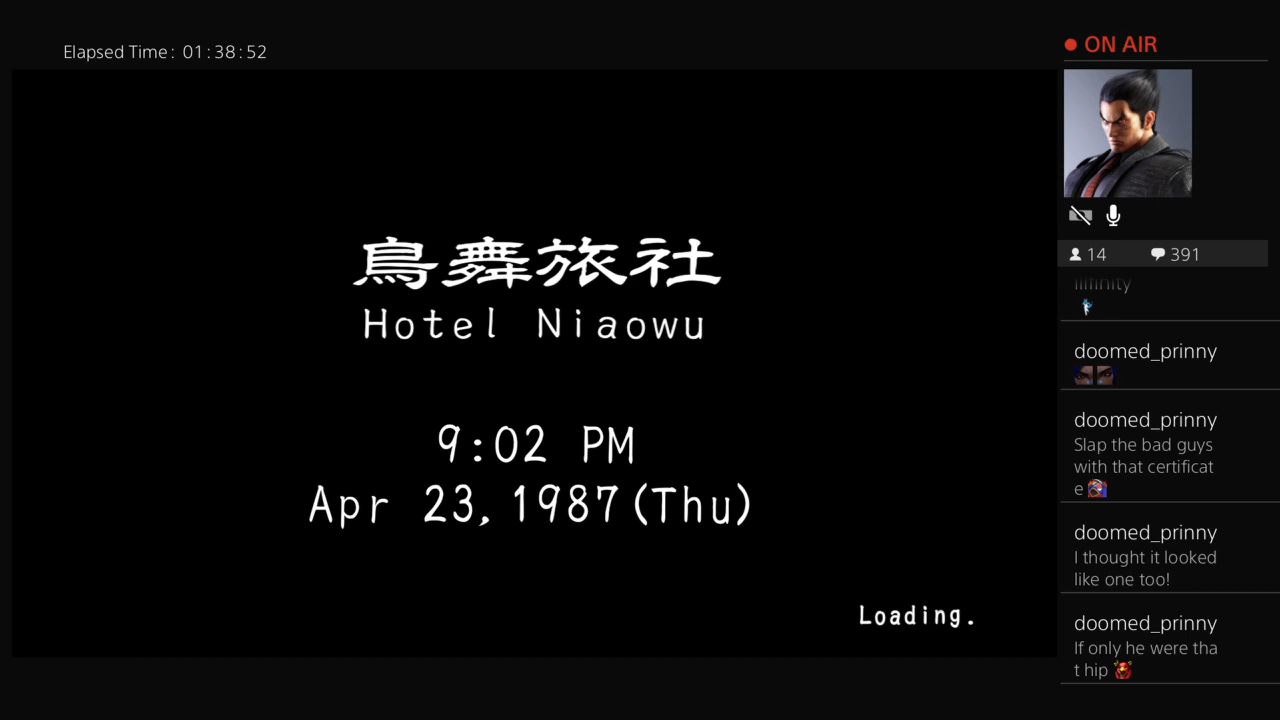 Elapsed Time: 01:38:52
ON AIR
鳥舞旅社
Hotel Niaowu
9:02 PM
Apr 23, 1987(Thu)
Loading.
14 391
doomed_prinny
doomed_prinny
Slap the bad guys
with that certificat
e
doomed_prinny
I thought it looked
like one too!
doomed_prinny
If only he were tha
t hip